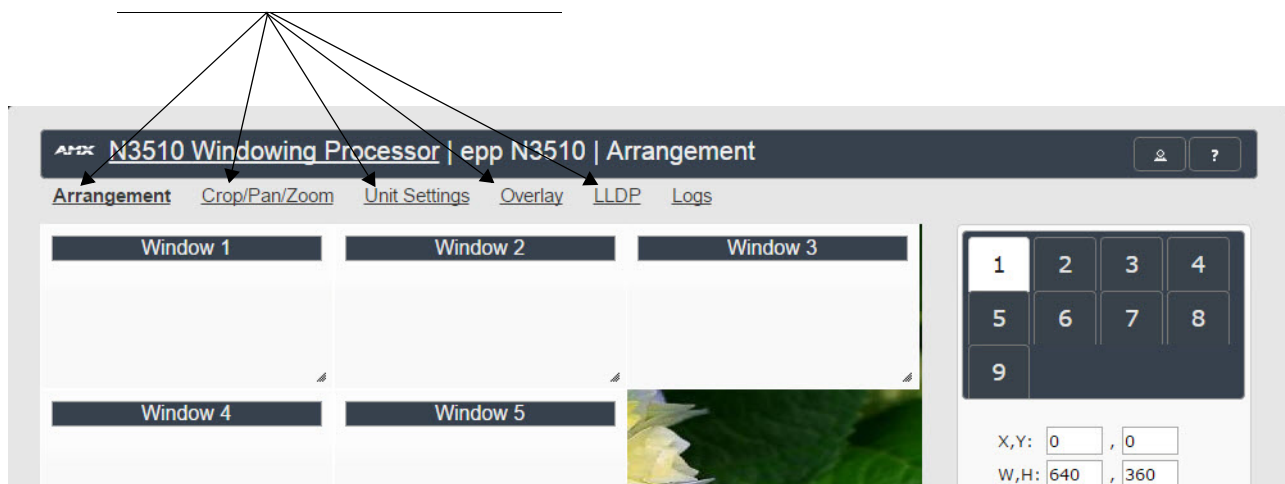 AMX N3510 Windowing Processor | epp N3510 | Arrangement ?
Arrangement Crop/Pan/Zoom Unit Settings Overlay LLDP Logs
Window 1 Window 2 Window 3
1 2 3 4
5 6 7 8
9
Window 4 Window 5
X,Y: 0 , 0
W,H: 640 , 360